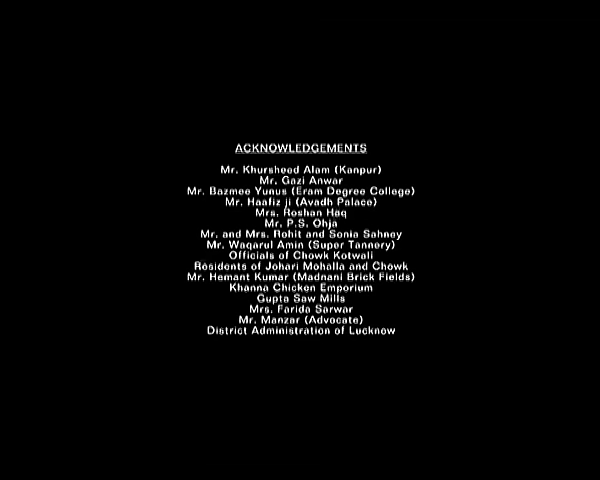 ACKNOWLEDGEMENTS
Mr. Khursheed Alam (Kanpur)
Mr. Gazi Anwar
Mr. Bazmee Yunus (Eram Degree College)
Mr. Haafiz ji (Avadh Palace)
Mrs. Roshan Haq
Mr. P.S. Ohja
Mr. and Mrs. Rohit and Sonia Sahney
Mr. Waqarul Amin (Super Tannery)
Officials of Chowk Kotwali
Residents of Johari Mohalla and Chowk
Mr. Hemant Kumar (Madnani Brick Fields)
Khanna Chicken Emporium
Gupta Saw Mills
Mrs. Farida Sarwar
Mr. Manzar (Advocate)
District Administration of Lucknow